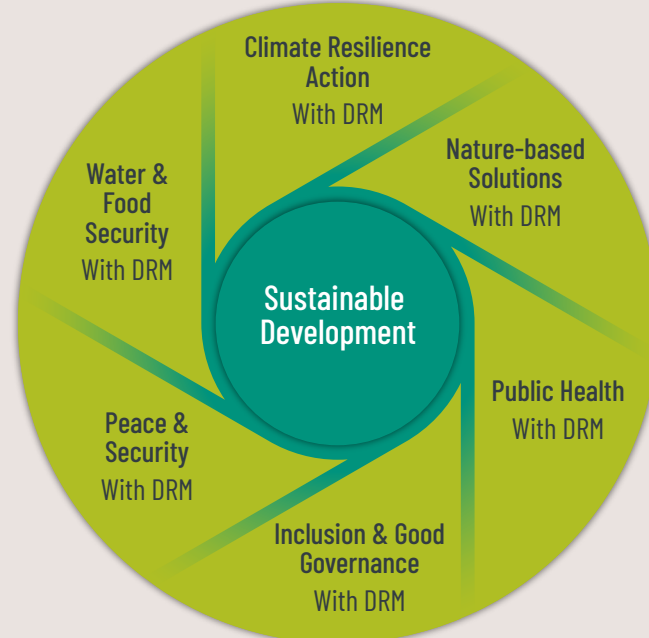 Climate Resilience
Action
With DRM
Nature-based
Solutions
With DRM
Water &
Food
Security
With DRM
Sustainable
Development
Public Health
With DRM
Peace &
Security
With DRM
Inclusion & Good
Governance
With DRM